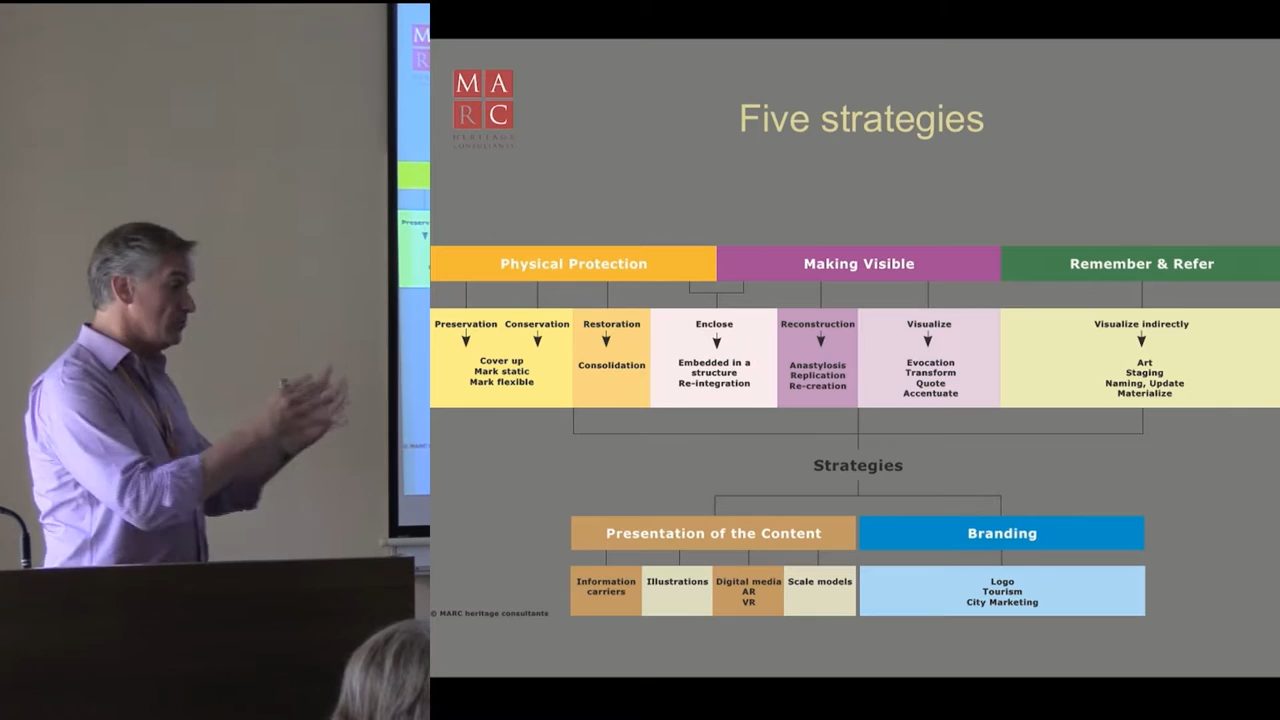 M A
R C
HERITAGE
CONSULTANTS
Five strategies
Physical Protection
Making Visible
Remember & Refer
Preservation
Conservation
Cover up
Mark static
Mark flexible
Restoration
Consolidation
Enclose
Embedded in a
structure
Re-integration
Reconstruction
Anastylosis
Replication
Re-creation
Visualize
Evocation
Transform
Quote
Accentuate
Visualize indirectly
Art
Staging
Naming, Update
Materialize
Strategies
Presentation of the Content
Branding
Information
carriers
Illustrations
Digital media
AR
VR
Scale models
Logo
Tourism
City Marketing
© MARC heritage consultants
M
R